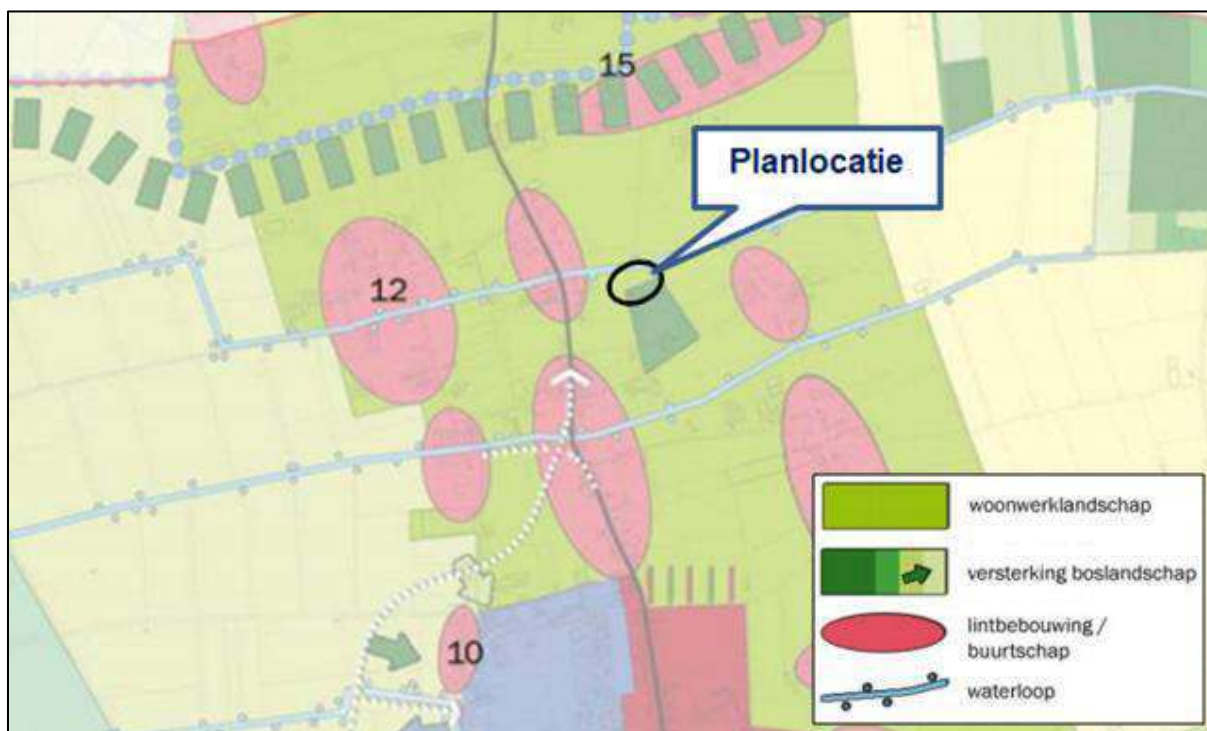 15
Planlocatie
12
10
woonwerklandschap
versterking boslandschap
lintbebouwing /
buurtschap
waterloop